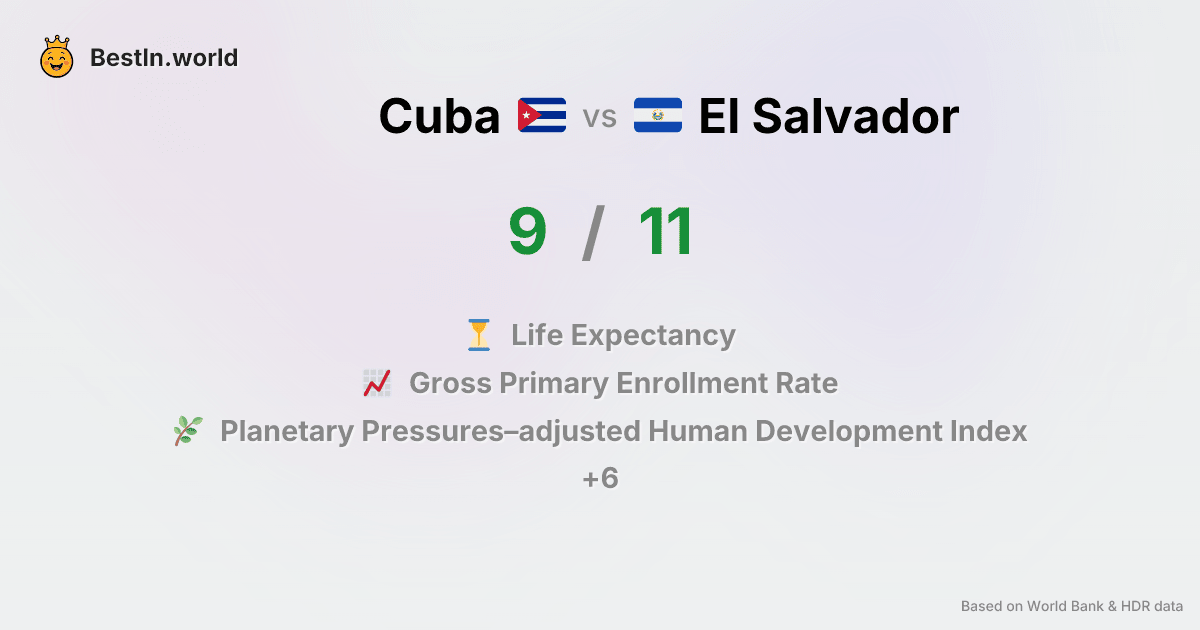 BestIn.world
Cuba vs El Salvador
9 / 11
Life Expectancy
Gross Primary Enrollment Rate
Planetary Pressures–adjusted Human Development Index
+6
Based on World Bank & HDR data